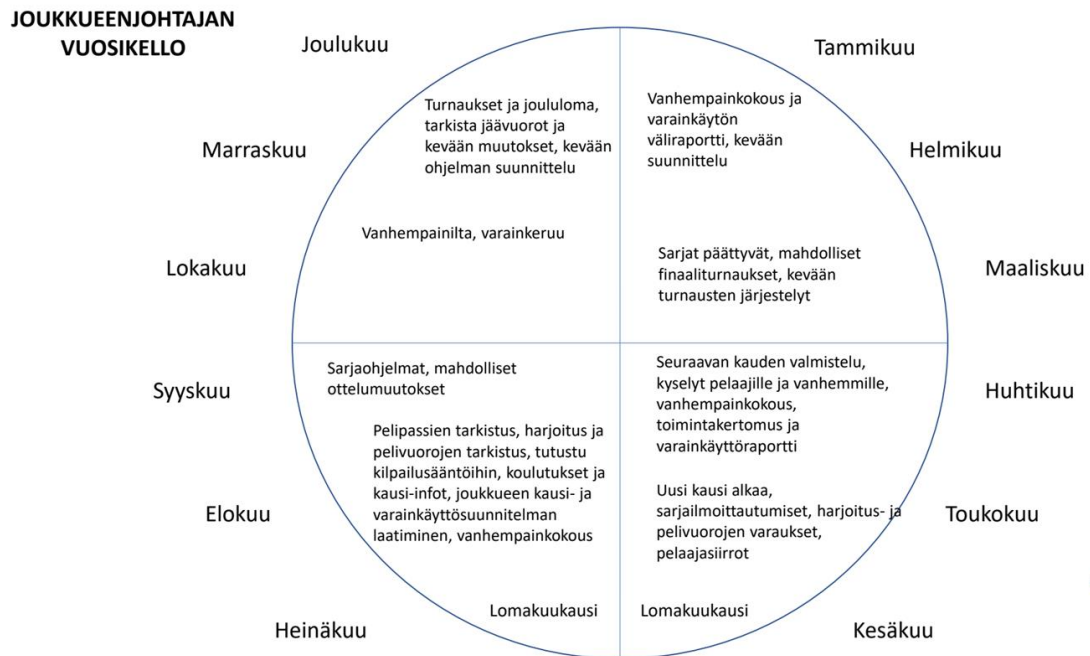 JOUKKUEENJOHTAJAN
VUOSIKELLO
Joulukuu
Tammikuu
Turnaukset ja joululoma,
tarkista jäävuorot ja
kevään muutokset, kevään
ohjelman suunnittelu
Vanhempainkokous ja
varainkäytön
väliraportti, kevään
suunnittelu
Marraskuu
Helmikuu
Vanhempainilta, varainkeruu
Sarjat päättyvät, mahdolliset
finaaliturnaukset, kevään
turnausten järjestelyt
Lokakuu
Maaliskuu
Sarjaohjelmat, mahdolliset
ottelumuutokset
Seuraavan kauden valmistelu,
kyselyt pelaajille ja vanhemmille,
vanhempainkokous,
toimintakertomus ja
varainkäyttöraportti
Syyskuu
Huhtikuu
Pelipassien tarkistus, harjoitus ja
pelivuorojen tarkistus, tutustu
kilpailusääntöihin, koulutukset ja
kausi-infot, joukkueen kausi- ja
varainkäyttösuunnitelman
laatiminen, vanhempainkokous
Uusi kausi alkaa,
sarjailmoittautumiset, harjoitus- ja
pelivuorojen varaukset,
pelaajasiirrot
Elokuu
Toukokuu
Lomakuukausi
Lomakuukausi
Heinäkuu
Kesäkuu